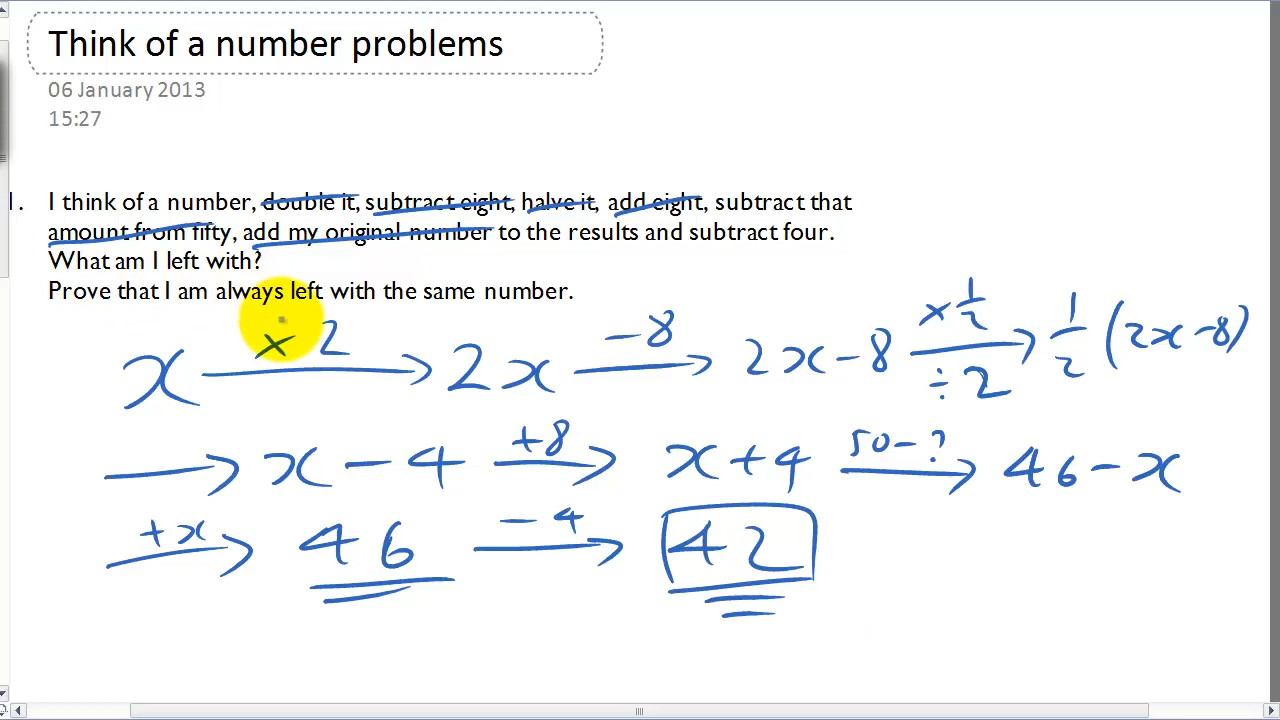 Think of a number problems
06 January 2013
15:27
1. I think of a number, double it, subtract eight, halve it, add eight, subtract that
amount from fifty, add my original number to the results and subtract four.
What am I left with?
Prove that I am always left with the same number.
x × 2 → 2x − 8 → 2x − 8 × 1/2 ÷ 2 → 1/2 (2x − 8)
→ x − 4 + 8 → x + 4 50 − ? → 46 − x
+ x → 46 − 4 → 42